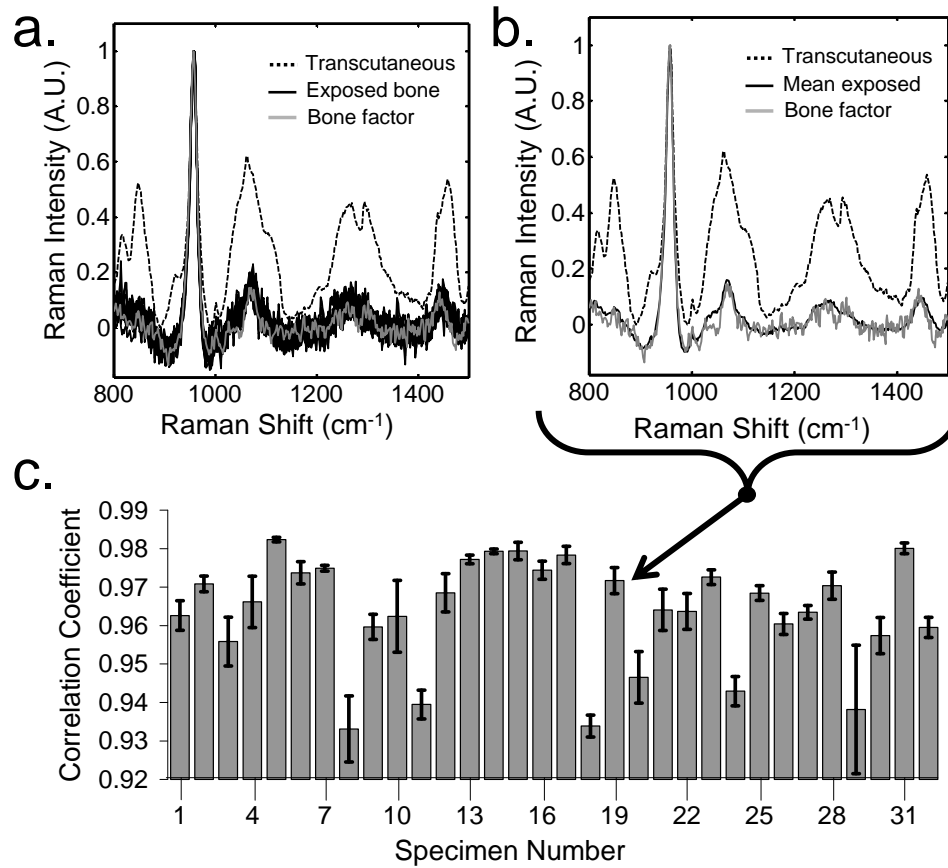 a.
Transcutaneous
Exposed bone
Bone factor
Raman Intensity (A.U.)
1
0.8
0.6
0.4
0.2
0
800 1000 1200 1400
Raman Shift (cm-1)
b.
Transcutaneous
Mean exposed
Bone factor
Raman Intensity (A.U.)
1
0.8
0.6
0.4
0.2
0
800 1000 1200 1400
Raman Shift (cm-1)
c.
Correlation Coefficient
0.99
0.98
0.97
0.96
0.95
0.94
0.93
0.92
1 4 7 10 13 16 19 22 25 28 31
Specimen Number